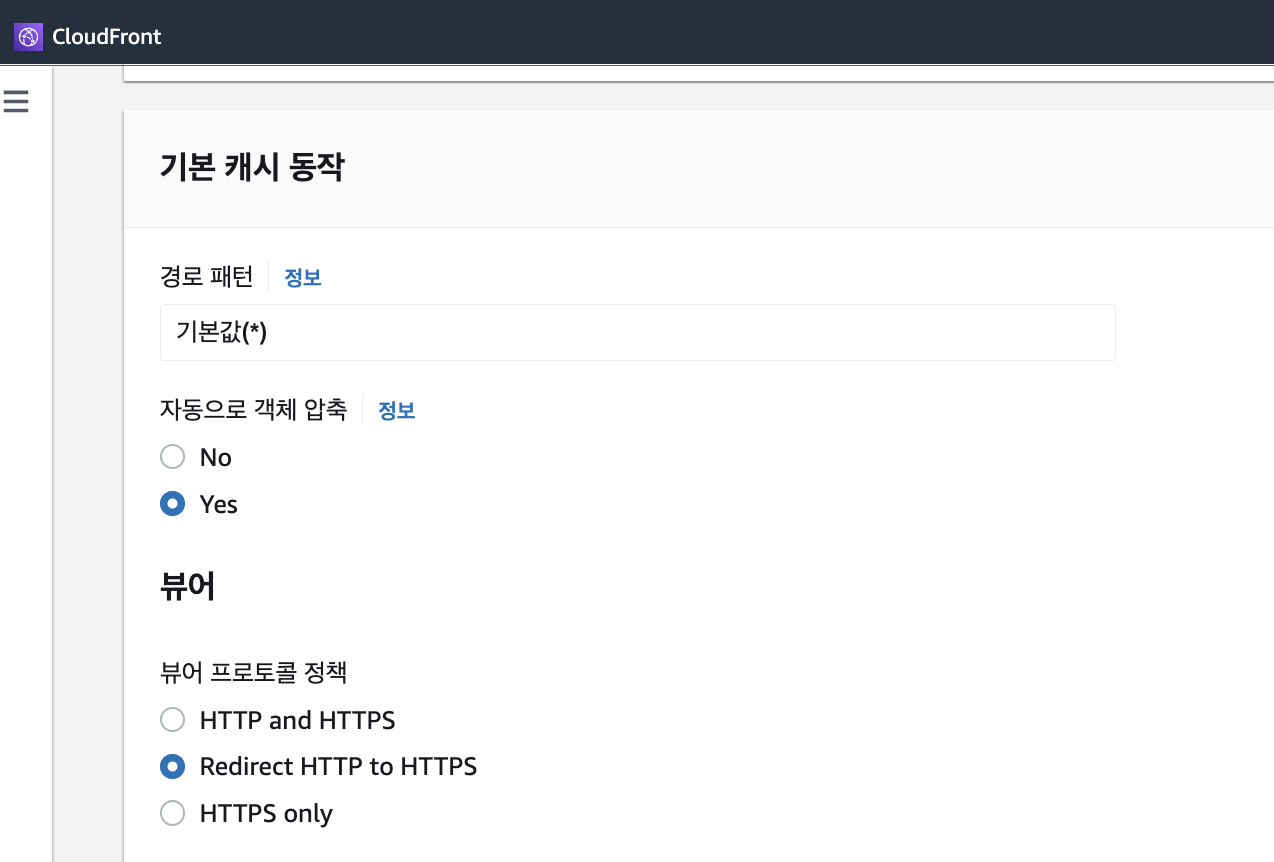 CloudFront
기본 캐시 동작
경로 패턴 정보
기본값(*)
자동으로 객체 압축 정보
No
Yes
뷰어
뷰어 프로토콜 정책
HTTP and HTTPS
Redirect HTTP to HTTPS
HTTPS only